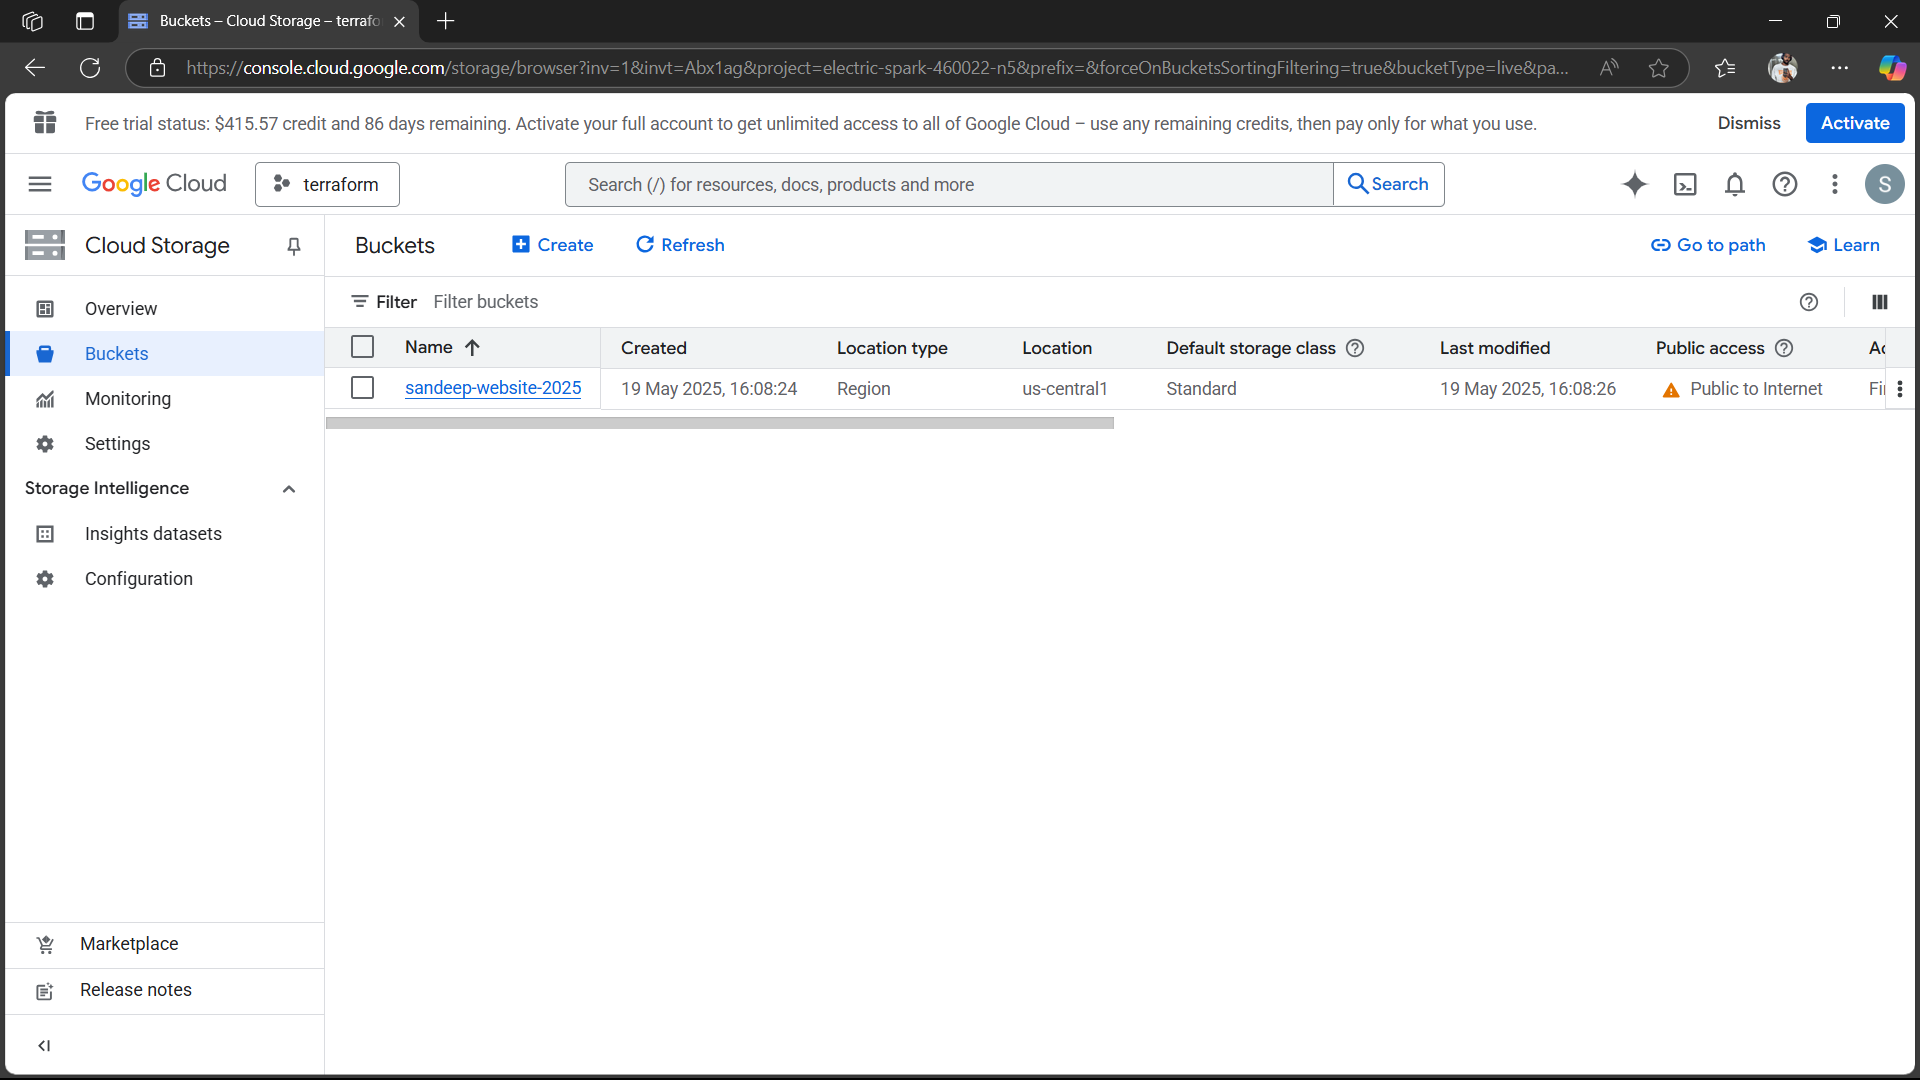 Buckets – Cloud Storage – terrafo
https://console.cloud.google.com/storage/browser?inv=1&invt=Abx1ag&project=electric-spark-460022-n5&prefix=&forceOnBucketsSortingFiltering=true&bucketType=live&pa...
Free trial status: $415.57 credit and 86 days remaining. Activate your full account to get unlimited access to all of Google Cloud – use any remaining credits, then pay only for what you use.
Dismiss
Activate
Google Cloud
terraform
Search (/) for resources, docs, products and more
Search
S
Cloud Storage
Buckets
Create
Refresh
Go to path
Learn
Overview
Buckets
Monitoring
Settings
Storage Intelligence
Insights datasets
Configuration
Marketplace
Release notes
Filter Filter buckets
Name Created Location type Location Default storage class Last modified Public access Ac
sandeep-website-2025 19 May 2025, 16:08:24 Region us-central1 Standard 19 May 2025, 16:08:26 Public to Internet Fi